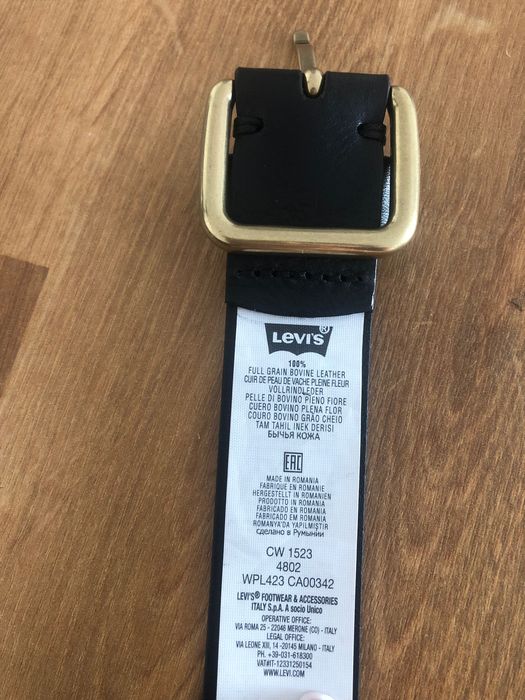 LEVI'S®
100%
FULL GRAIN BOVINE LEATHER
CUIR DE PEAU DE VACHE PLEINE FLEUR
VOLLRINDLEDER
PELLE DI BOVINO PIENO FIORE
CUERO BOVINO PLENA FLOR
COURO BOVINO GRÃO CHEIO
TAM TAHIL INEK DERISI
БЫЧЬЯ КОЖА
EAC
MADE IN ROMANIA
FABRIQUE EN ROMANIE
HERGESTELLT IN ROMANIEN
PRODOTTO IN ROMANIA
FABRICADO EN ROMANIA
FABRICADO EM ROMANIA
ROMANYA'DA YAPILMIŞTIR
сделано в Румынии
CW 1523
4802
WPL423 CA00342
LEVI'S® FOOTWEAR & ACCESSORIES
ITALY S.p.A. A socio Unico
OPERATIVE OFFICE:
VIA ROMA 25 - 22046 MERONE (CO) - ITALY
LEGAL OFFICE:
VIA LEONE XIII, 14 -20145 MILANO - ITALY
PH. +39-031-618300
VAT#IT-12331250154
WWW.LEVI.COM